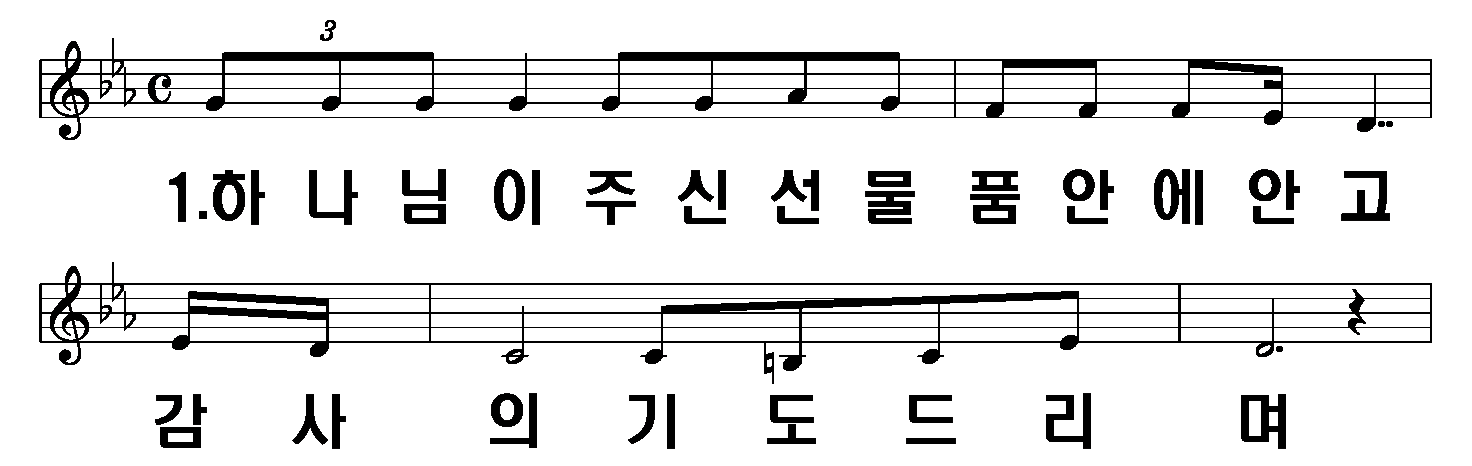 3
1.하 나 님 이 주 신 선 물 품 안 에 안 고
감 사 의 기 도 드 리 며